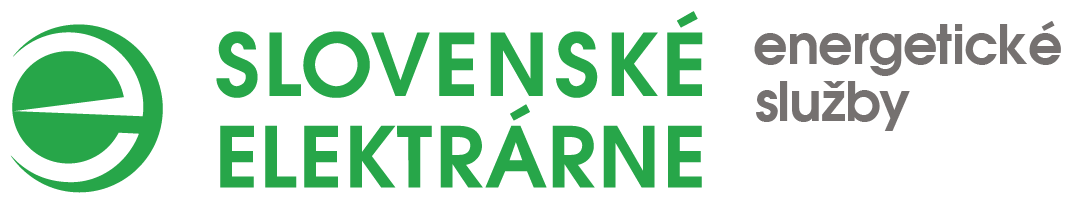 SLOVENSKÉ
ELEKTRÁRNE
energetické
služby